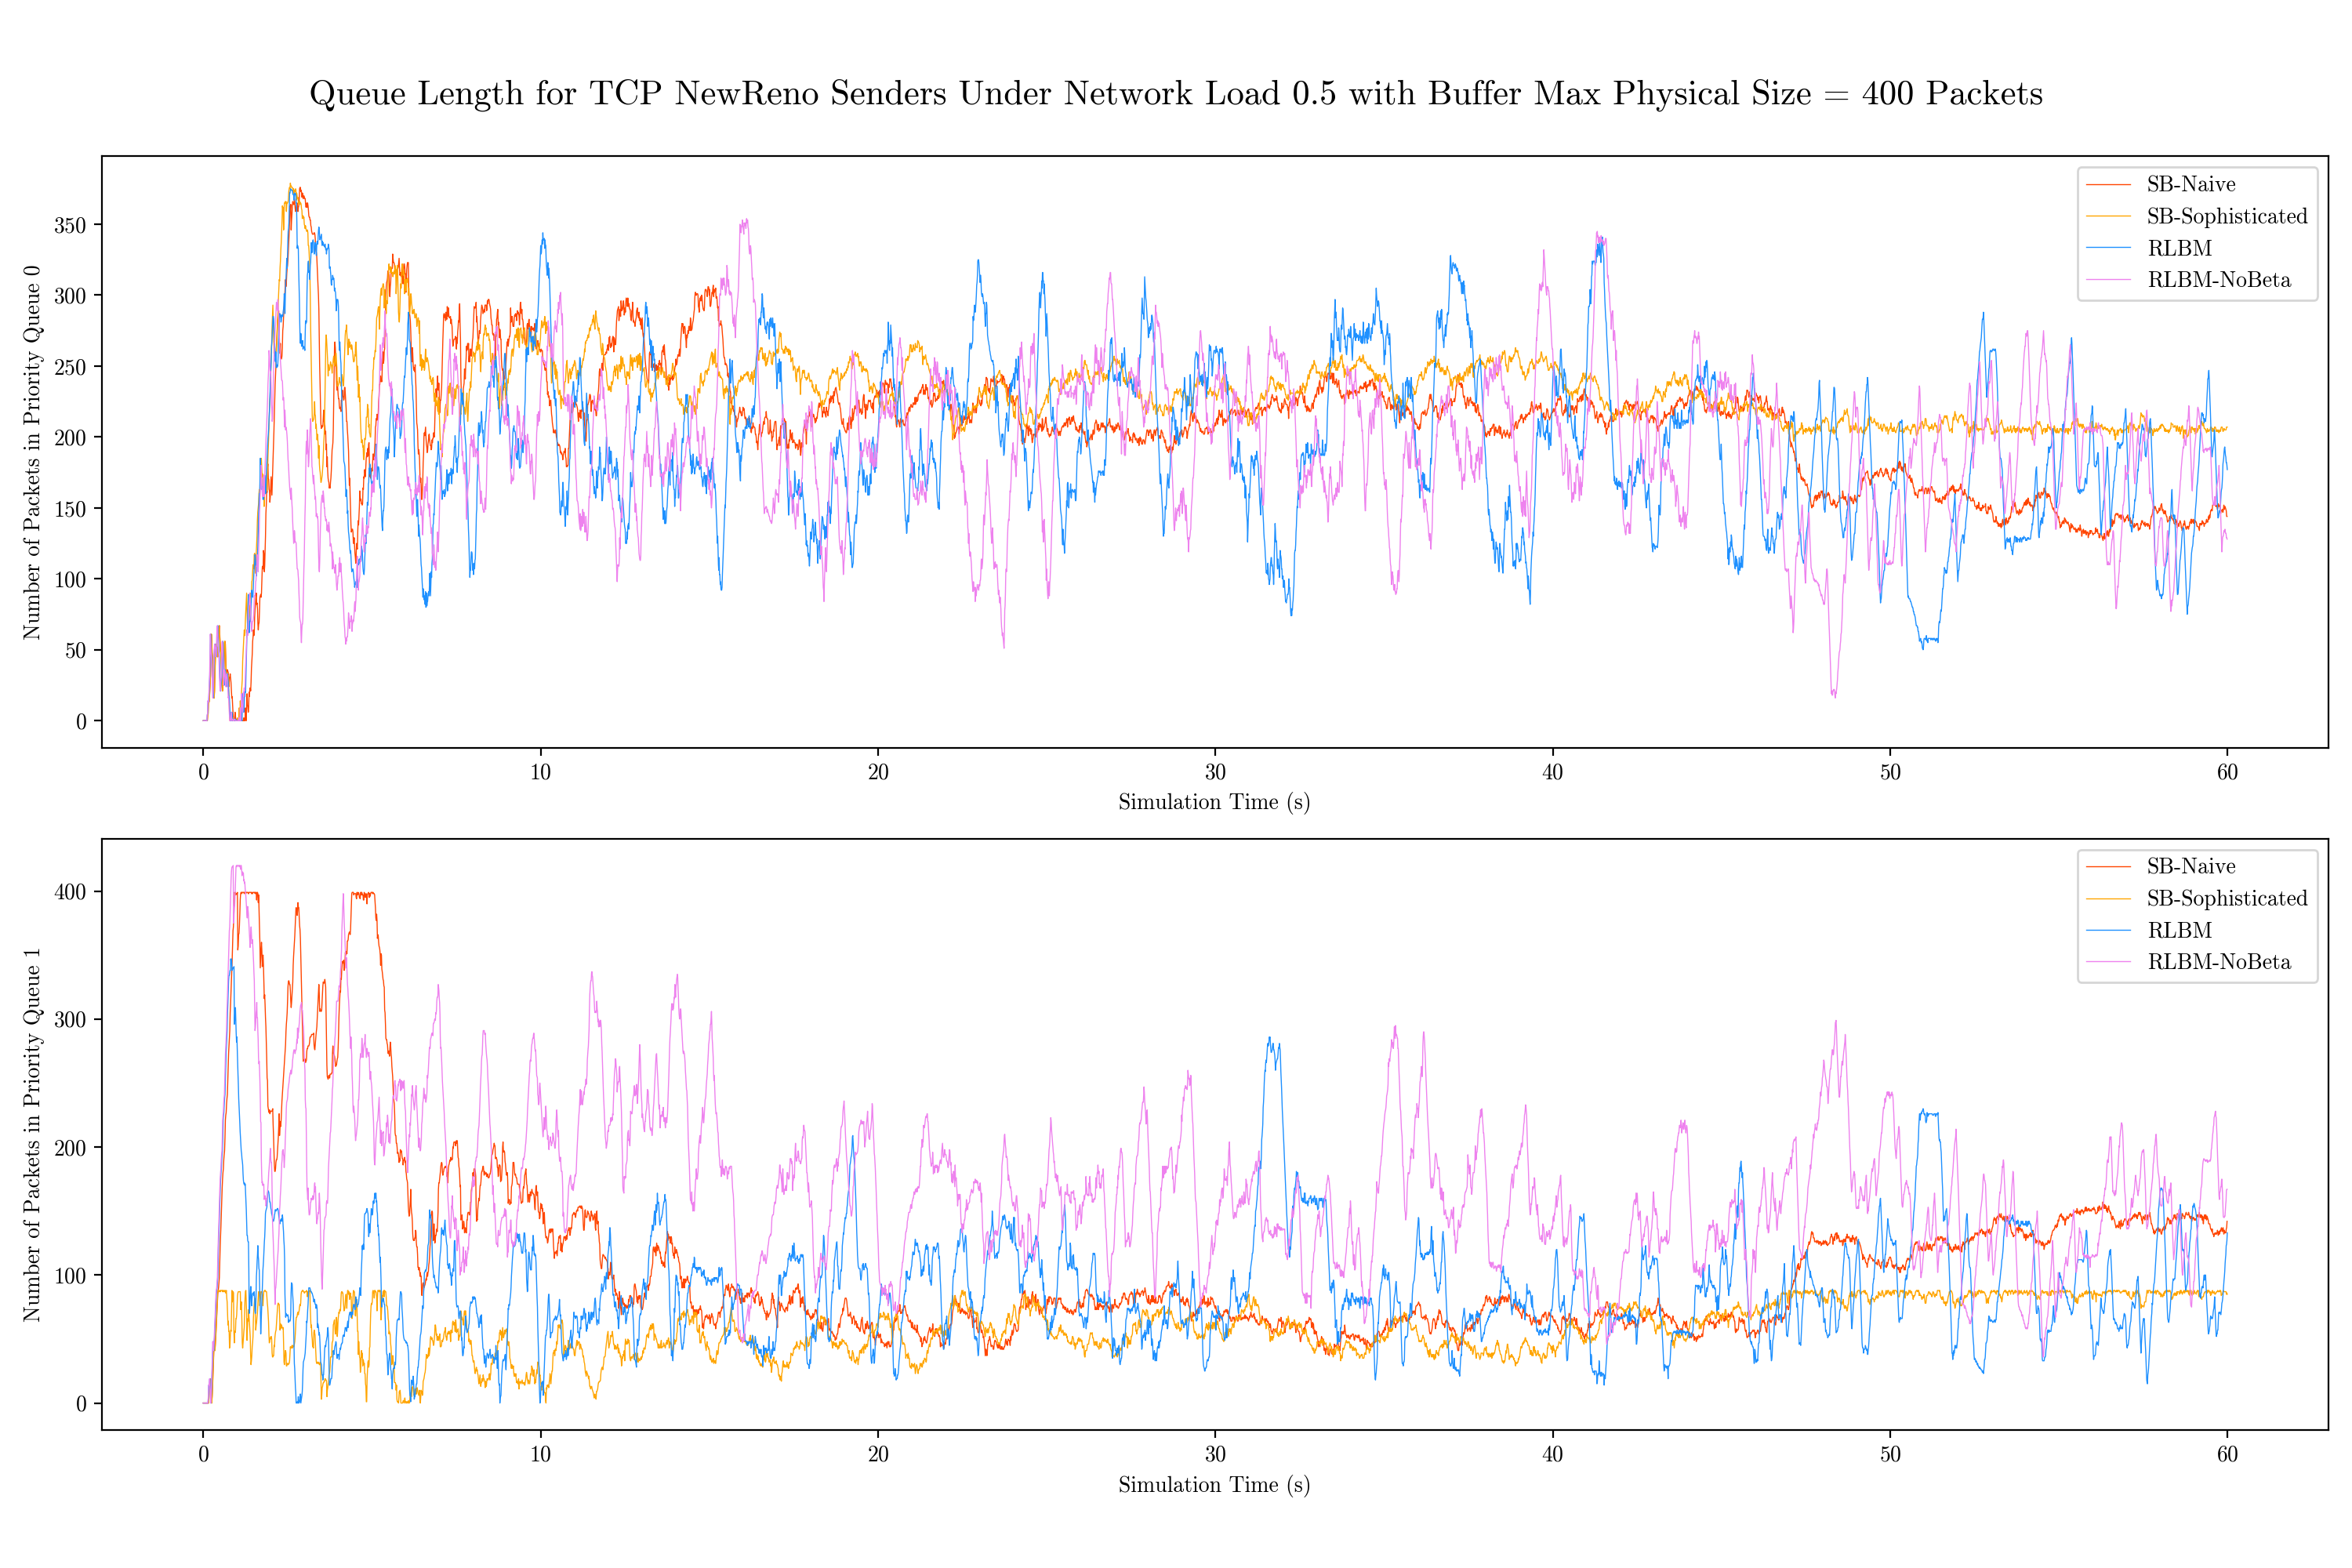 Queue Length for TCP NewReno Senders Under Network Load 0.5 with Buffer Max Physical Size = 400 Packets
Number of Packets in Priority Queue 0
350
300
250
200
150
100
50
0
SB-Naive
SB-Sophisticated
RLBM
RLBM-NoBeta
0 10 20 30 40 50 60
Simulation Time (s)
Number of Packets in Priority Queue 1
400
300
200
100
0
SB-Naive
SB-Sophisticated
RLBM
RLBM-NoBeta
0 10 20 30 40 50 60
Simulation Time (s)